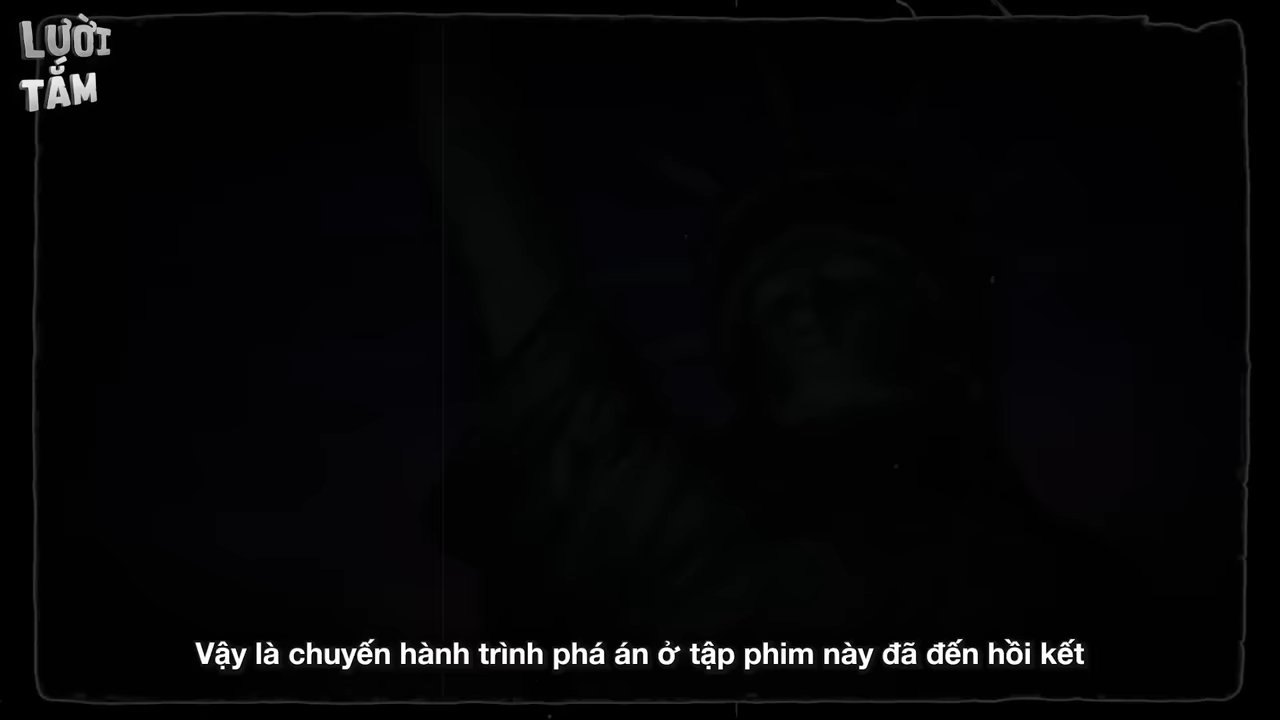 LƯỜI
TẮM
Vậy là chuyến hành trình phá án ở tập phim này đã đến hồi kết